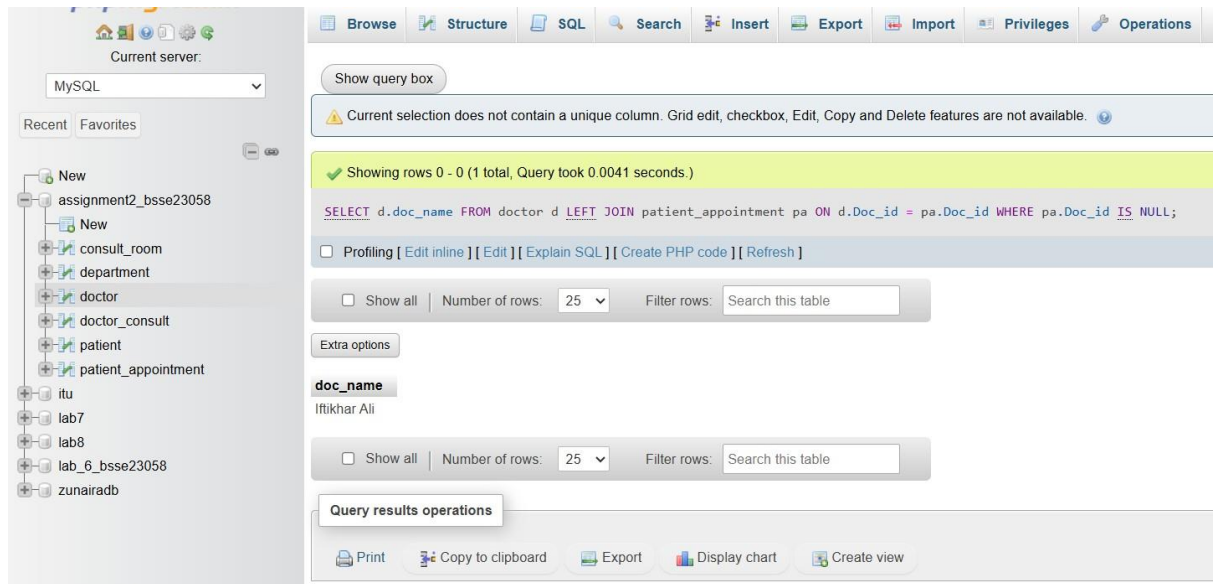 Current server:
MySQL
Recent Favorites
New
assignment2_bsse23058
New
consult_room
department
doctor
doctor_consult
patient
patient_appointment
itu
lab7
lab8
lab_6_bsse23058
zunairadb
Browse Structure SQL Search Insert Export Import Privileges Operations
Show query box
Current selection does not contain a unique column. Grid edit, checkbox, Edit, Copy and Delete features are not available.
Showing rows 0 - 0 (1 total, Query took 0.0041 seconds.)
SELECT d.doc_name FROM doctor d LEFT JOIN patient_appointment pa ON d.Doc_id = pa.Doc_id WHERE pa.Doc_id IS NULL;
Profiling [ Edit inline ] [ Edit ] [ Explain SQL ] [ Create PHP code ] [ Refresh ]
Show all | Number of rows: 25 Filter rows: Search this table
Extra options
doc_name
Iftikhar Ali
Show all | Number of rows: 25 Filter rows: Search this table
Query results operations
Print Copy to clipboard Export Display chart Create view